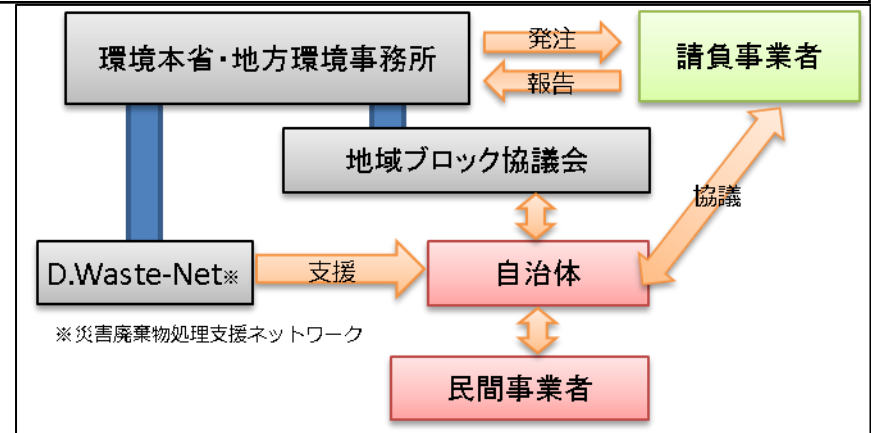 環境本省・地方環境事務所
発注
報告
請負事業者
地域ブロック協議会
協議
D.Waste-Net※
支援
自治体
※災害廃棄物処理支援ネットワーク
民間事業者